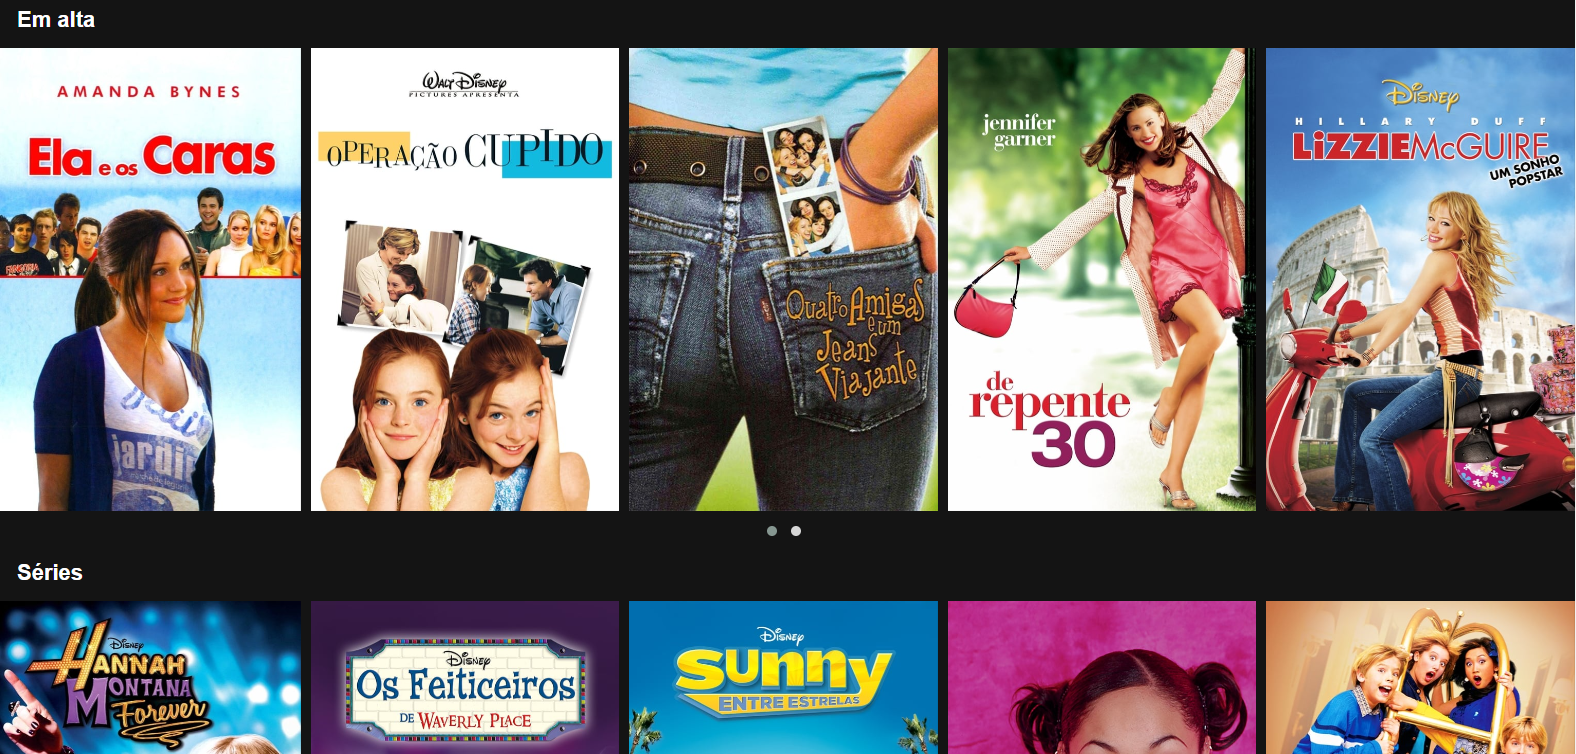 Em alta
AMANDA BYNES
Ela e os Caras
FANGORIA
jardi
WALT DISNEY
PICTURES APRESENTA
OPERAÇÃO CUPIDO
Quatro Amigas
e um
Jeans
Viajante
jennifer
garner
de
repente
30
Disney
HILLARY DUFF
LiZZIE McGUIRE
UM SONHO
POPSTAR
Séries
Disney
HANNAH
MONTANA
Forever
Disney
Os Feiticeiros
DE WAVERLY PLACE
Disney
sunny
ENTRE ESTRELAS